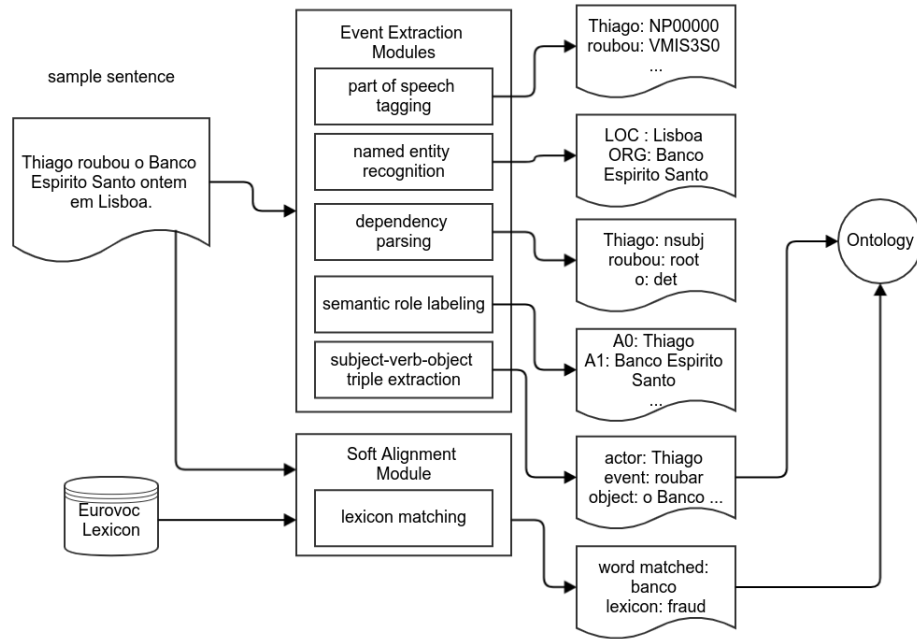 sample sentence
Thiago roubou o Banco
Espirito Santo ontem
em Lisboa.
Eurovoc
Lexicon
Event Extraction
Modules
part of speech
tagging
named entity
recognition
dependency
parsing
semantic role labeling
subject-verb-object
triple extraction
Soft Alignment
Module
lexicon matching
Thiago: NP00000
roubou: VMIS3S0
...
LOC : Lisboa
ORG: Banco
Espirito Santo
Thiago: nsubj
roubou: root
o: det
A0: Thiago
A1: Banco Espirito
Santo
...
actor: Thiago
event: roubar
object: o Banco ...
word matched:
banco
lexicon: fraud
Ontology